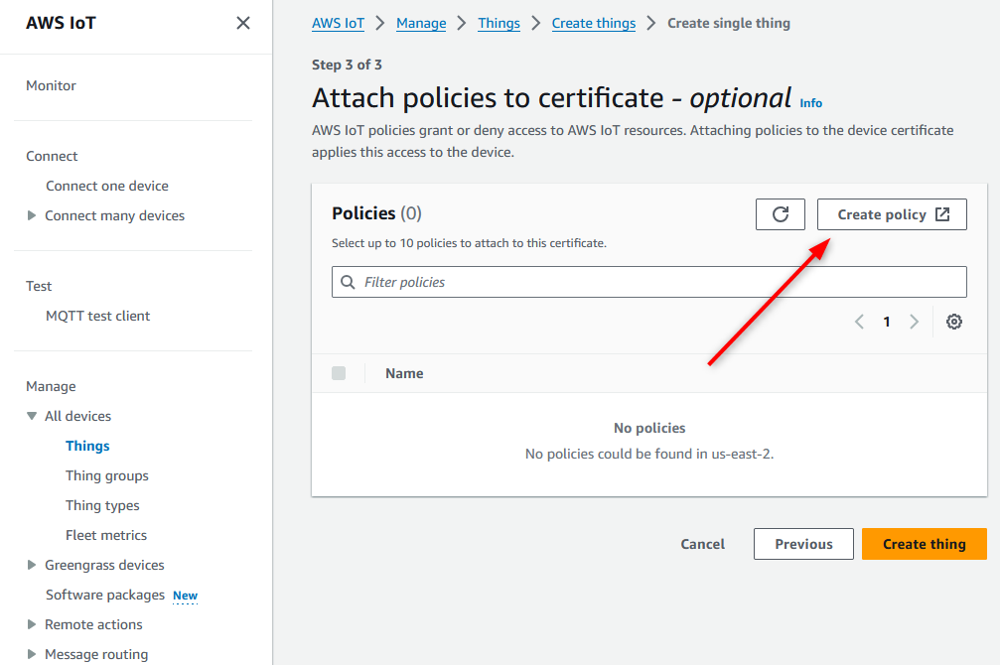 AWS IoT
Monitor
Connect
Connect one device
Connect many devices
Test
MQTT test client
Manage
All devices
Things
Thing groups
Thing types
Fleet metrics
Greengrass devices
Software packages New
Remote actions
Message routing
AWS IoT > Manage > Things > Create things > Create single thing
Step 3 of 3
Attach policies to certificate - optional Info
AWS IoT policies grant or deny access to AWS IoT resources. Attaching policies to the device certificate
applies this access to the device.
Policies (0)
Create policy
Select up to 10 policies to attach to this certificate.
Filter policies
1
Name
No policies
No policies could be found in us-east-2.
Cancel Previous Create thing